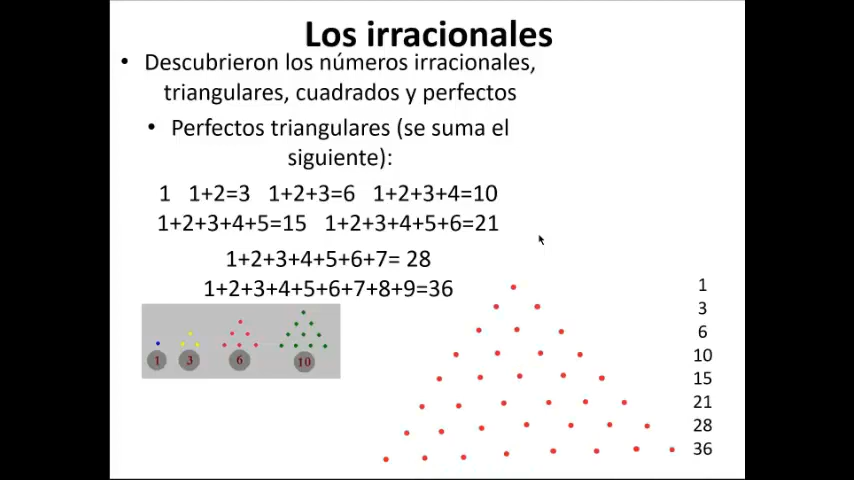 Los irracionales
• Descubrieron los números irracionales,
triangulares, cuadrados y perfectos
• Perfectos triangulares (se suma el
siguiente):
1 1+2=3 1+2+3=6 1+2+3+4=10
1+2+3+4+5=15 1+2+3+4+5+6=21
1+2+3+4+5+6+7= 28
1+2+3+4+5+6+7+8+9=36
1 3 6 10
1
3
6
10
15
21
28
36